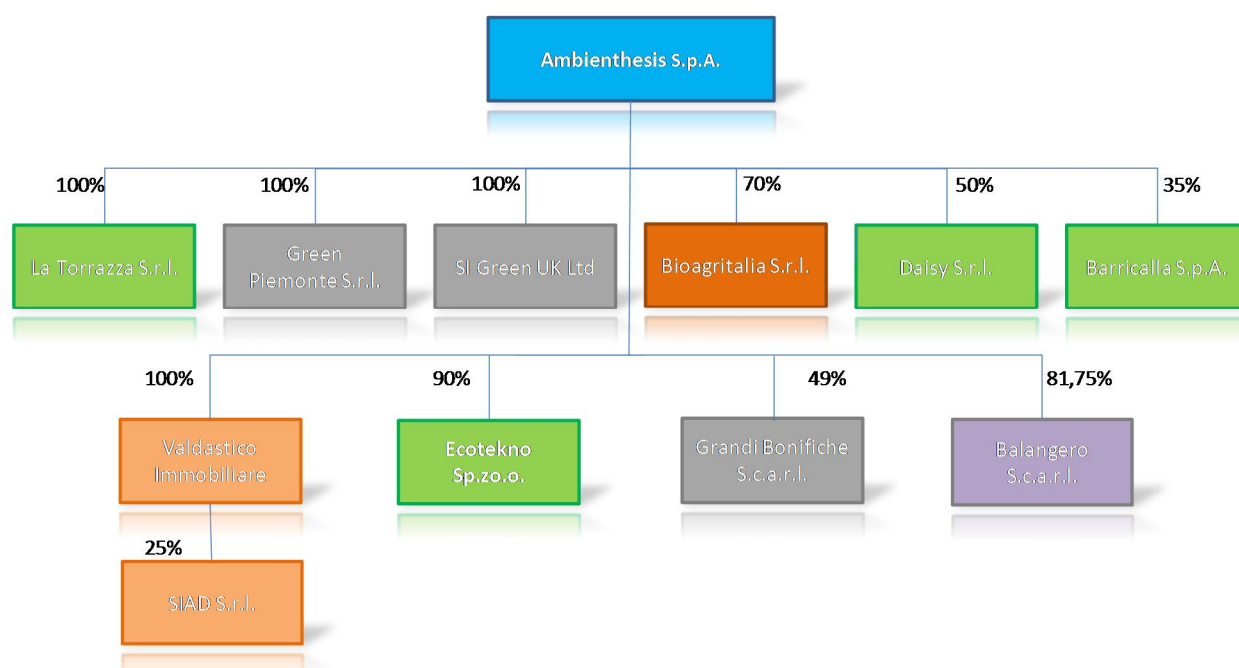 Ambienthesis S.p.A.
100%
100%
100%
70%
50%
35%
La Torrazza S.r.l.
Green
Piemonte S.r.l.
SI Green UK Ltd
Bioagritalia S.r.l.
Daisy S.r.l.
Barricalla S.p.A.
100%
90%
49%
81,75%
Valdastico
Immobiliare
Ecotekno
Sp.zo.o.
Grandi Bonifiche
S.c.a.r.l.
Balangero
S.c.a.r.l.
25%
SIAD S.r.l.